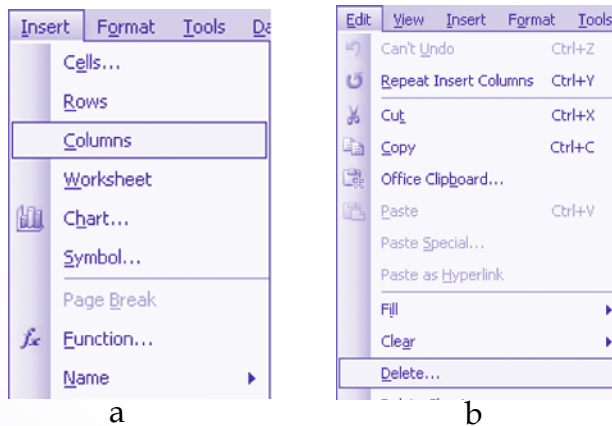 Insert Format Tools Da
Cells...
Rows
Columns
Worksheet
Chart...
Symbol...
Page Break
fx Function...
Name
a
Edit View Insert Format Tools
Can't Undo Ctrl+Z
Repeat Insert Columns Ctrl+Y
Cut Ctrl+X
Copy Ctrl+C
Office Clipboard...
Paste Ctrl+V
Paste Special...
Paste as Hyperlink
Fill
Clear
Delete...
b